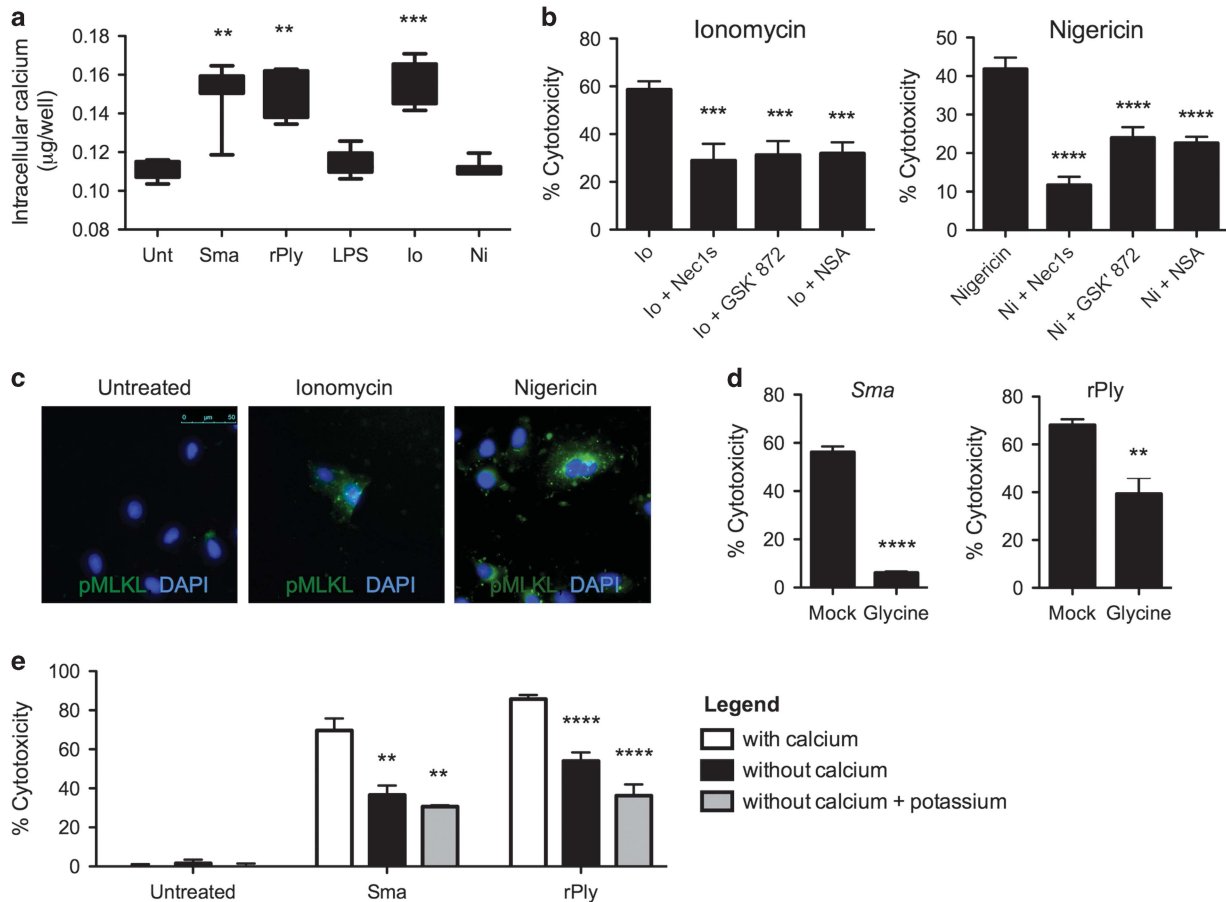 a
Intracellular calcium
(μg/well)
0.18
0.16
0.14
0.12
0.10
0.08
** ** ***
Unt Sma rPly LPS Io Ni
b
Ionomycin
% Cytotoxicity
80
60
40
20
0
*** *** ***
Io
Io + Nec1s
Io + GSK' 872
Io + NSA
Nigericin
% Cytotoxicity
50
40
30
20
10
0
**** **** ****
Nigericin
Ni + Nec1s
Ni + GSK' 872
Ni + NSA
c
Untreated Ionomycin Nigericin
0 μm 50
pMLKL DAPI
pMLKL DAPI
pMLKL DAPI
d
Sma
% Cytotoxicity
80
60
40
20
0
****
Mock Glycine
rPly
% Cytotoxicity
80
60
40
20
0
**
Mock Glycine
e
% Cytotoxicity
100
80
60
40
20
0
** ** **** ****
Untreated Sma rPly
Legend
with calcium
without calcium
without calcium + potassium